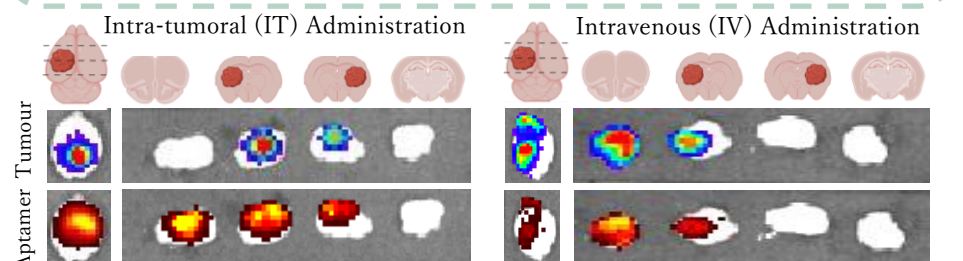 Intra-tumoral (IT) Administration
Intravenous (IV) Administration
Tumour
Aptamer